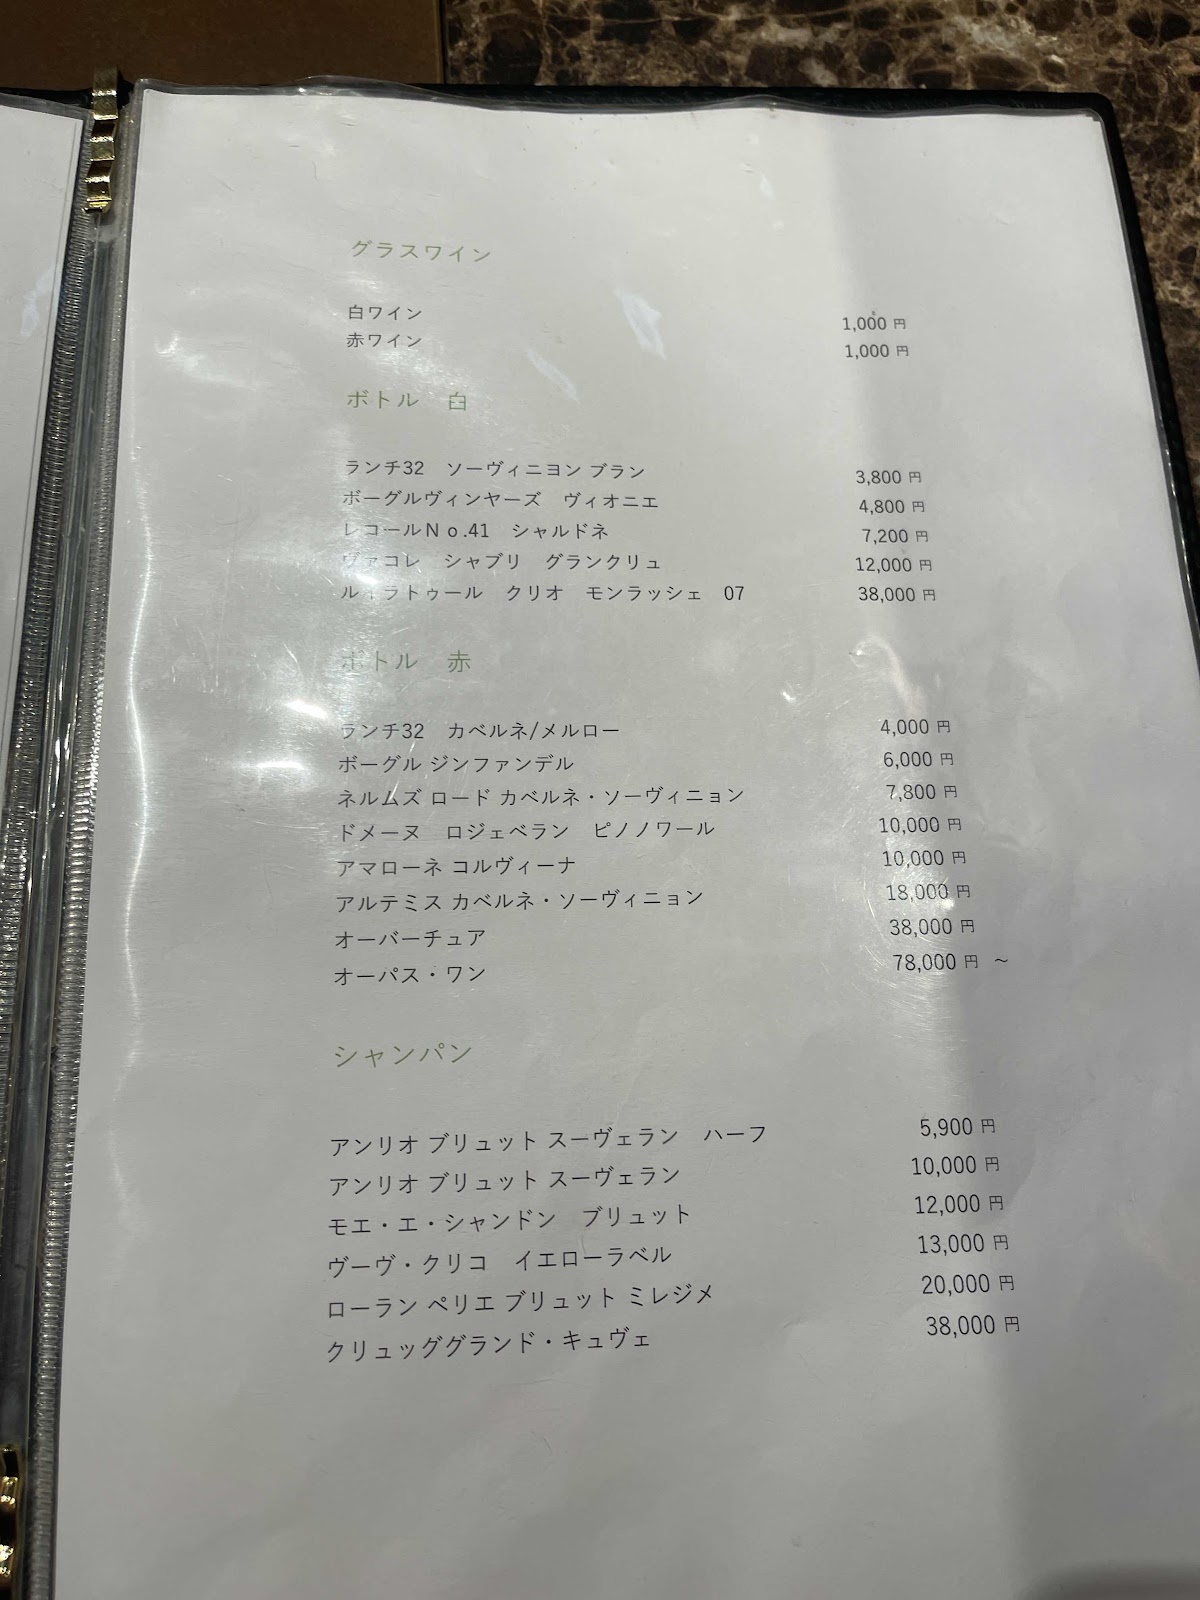 グラスワイン
白ワイン 1,000 円
赤ワイン 1,000 円
ボトル 白
ランチ32 ソーヴィニヨン ブラン 3,800 円
ボーグルヴィンヤーズ ヴィオニエ 4,800 円
レコールNo.41 シャルドネ 7,200 円
ヴァコレ シャブリ グランクリュ 12,000 円
ルイラトゥール クリオ モンラッシェ 07 38,000 円
ボトル 赤
ランチ32 カベルネ/メルロー 4,000 円
ボーグル ジンファンデル 6,000 円
ネルムズ ロード カベルネ・ソーヴィニョン 7,800 円
ドメーヌ ロジェベラン ピノノワール 10,000 円
アマローネ コルヴィーナ 10,000 円
アルテミス カベルネ・ソーヴィニョン 18,000 円
オーバーチュア 38,000 円
オーパス・ワン 78,000 円 ～
シャンパン
アンリオ ブリュット スーヴェラン ハーフ 5,900 円
アンリオ ブリュット スーヴェラン 10,000 円
モエ・エ・シャンドン ブリュット 12,000 円
ヴーヴ・クリコ イエローラベル 13,000 円
ローラン ペリエ ブリュット ミレジメ 20,000 円
クリュッググランド・キュヴェ 38,000 円